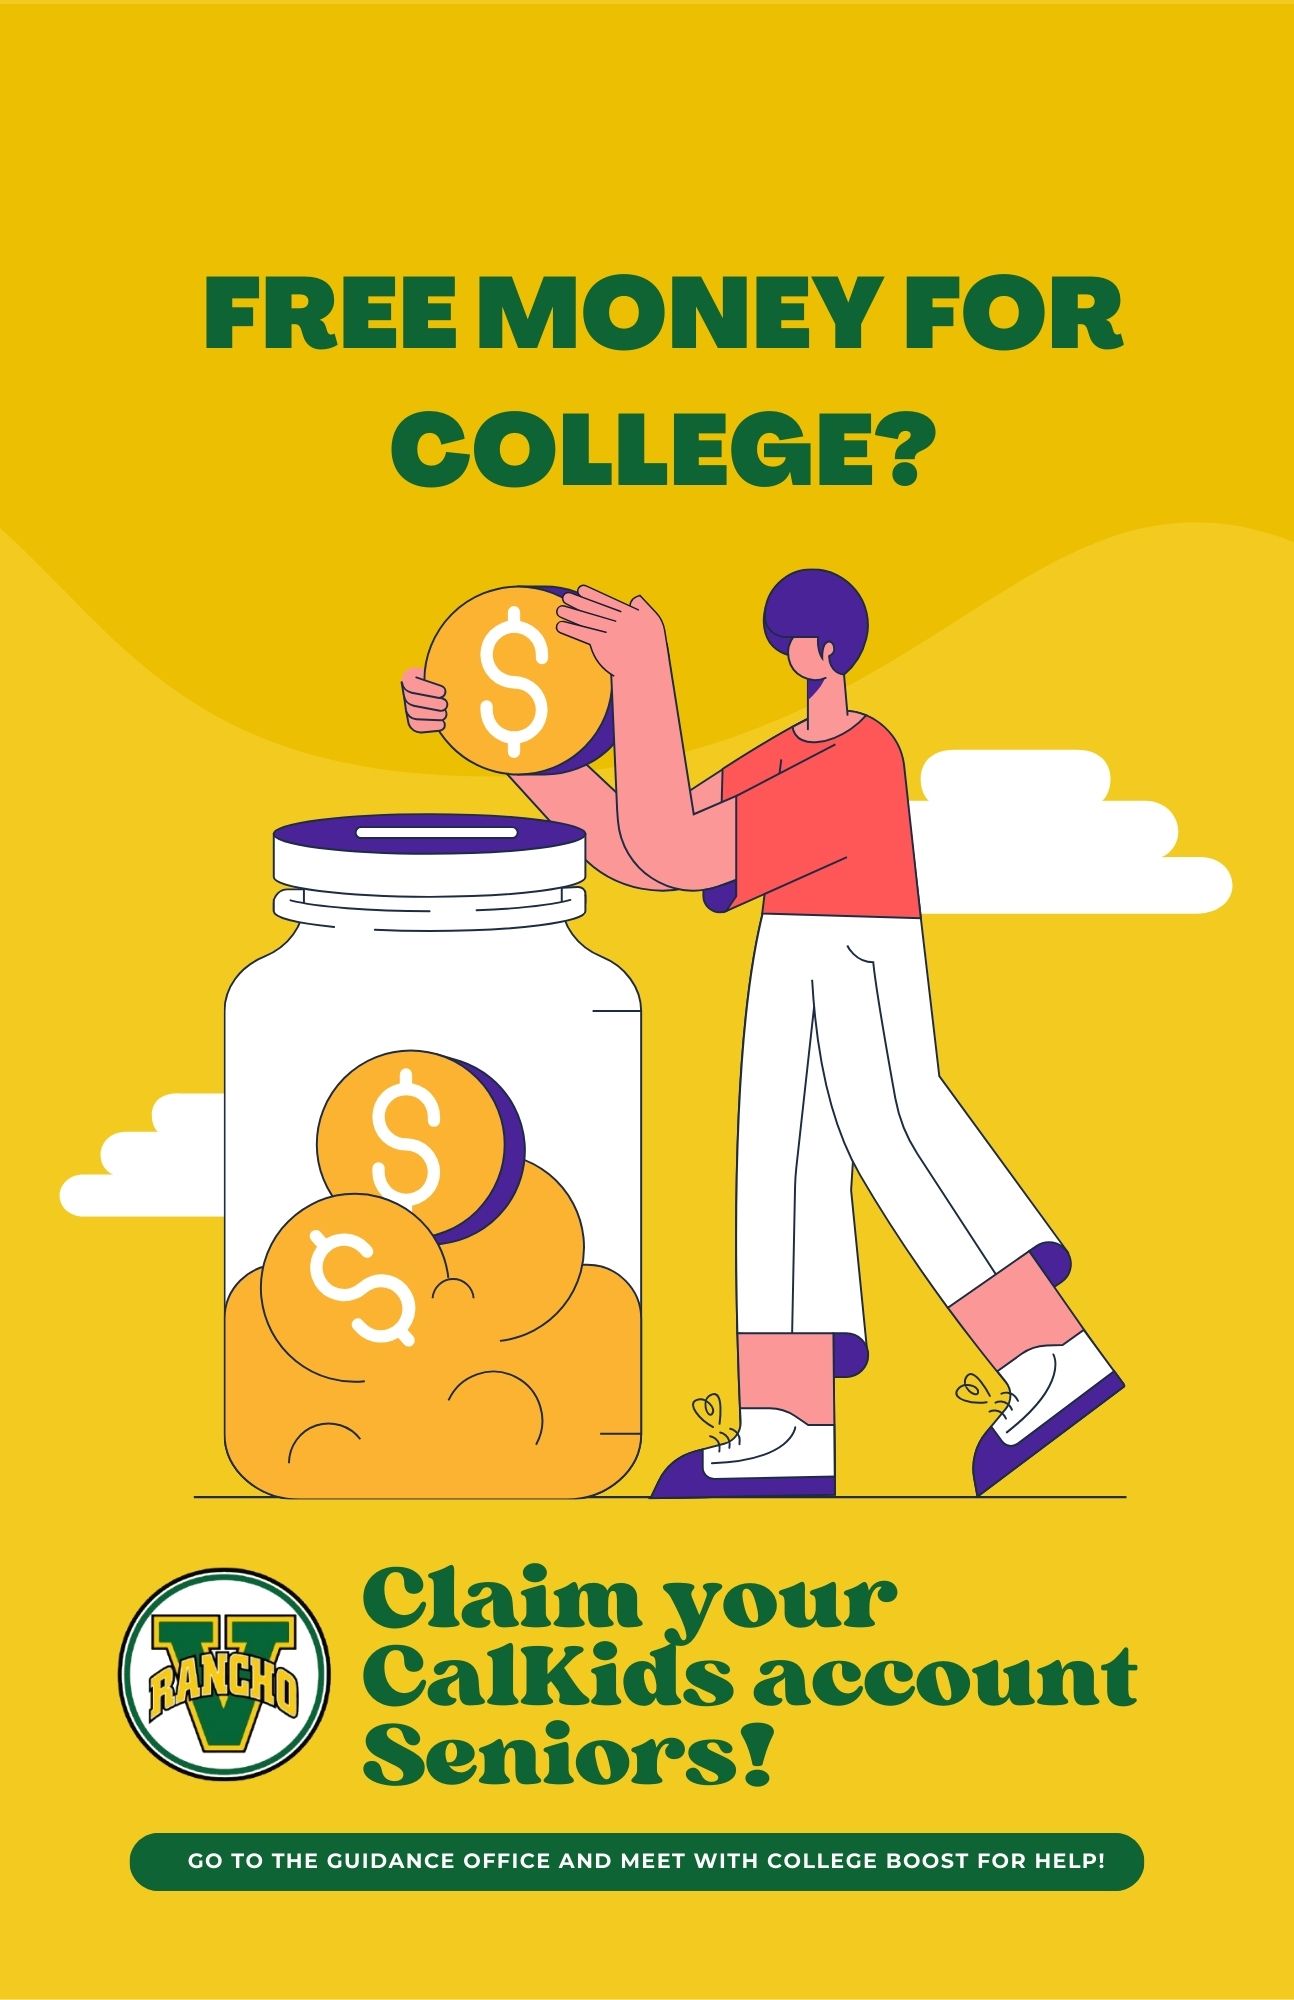 FREE MONEY FOR
COLLEGE?
$
$
$
V
RANCHO
Claim your
CalKids account
Seniors!
GO TO THE GUIDANCE OFFICE AND MEET WITH COLLEGE BOOST FOR HELP!